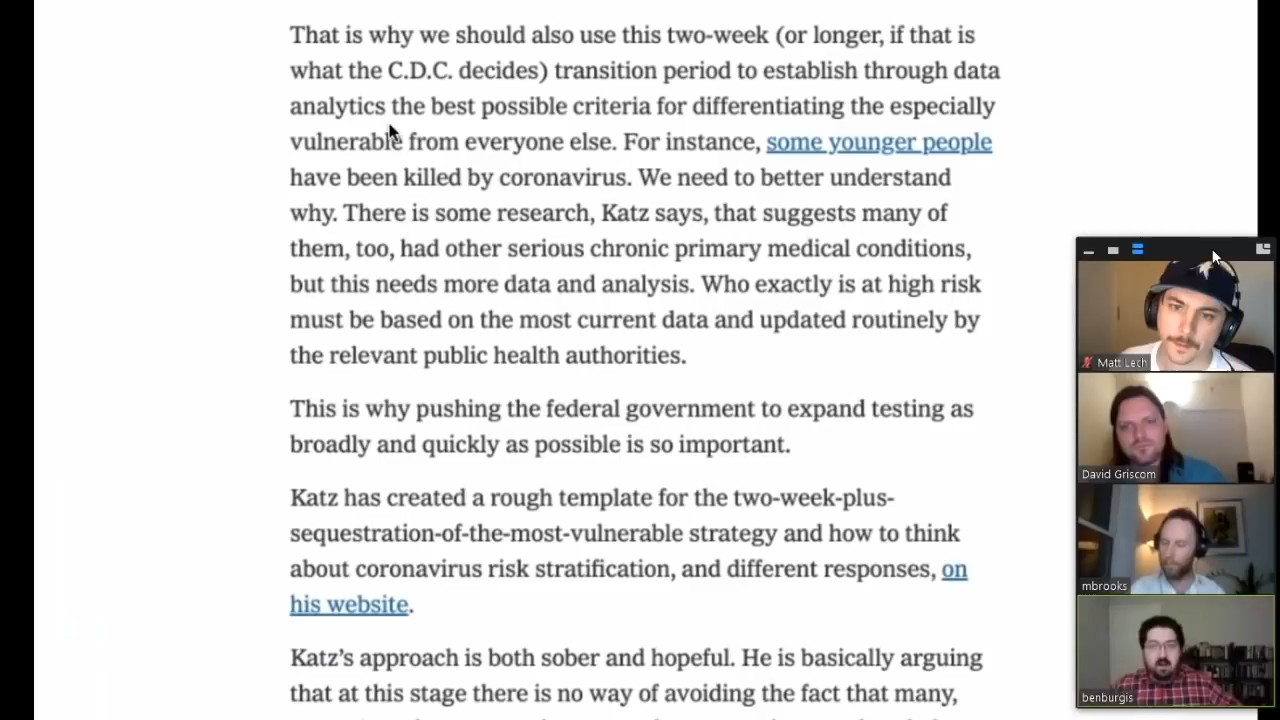 That is why we should also use this two-week (or longer, if that is
what the C.D.C. decides) transition period to establish through data
analytics the best possible criteria for differentiating the especially
vulnerable from everyone else. For instance, some younger people
have been killed by coronavirus. We need to better understand
why. There is some research, Katz says, that suggests many of
them, too, had other serious chronic primary medical conditions,
but this needs more data and analysis. Who exactly is at high risk
must be based on the most current data and updated routinely by
the relevant public health authorities.
This is why pushing the federal government to expand testing as
broadly and quickly as possible is so important.
Katz has created a rough template for the two-week-plus-
sequestration-of-the-most-vulnerable strategy and how to think
about coronavirus risk stratification, and different responses, on
his website.
Katz's approach is both sober and hopeful. He is basically arguing
that at this stage there is no way of avoiding the fact that many,
Matt Lech
David Griscom
mbrooks
benburgis